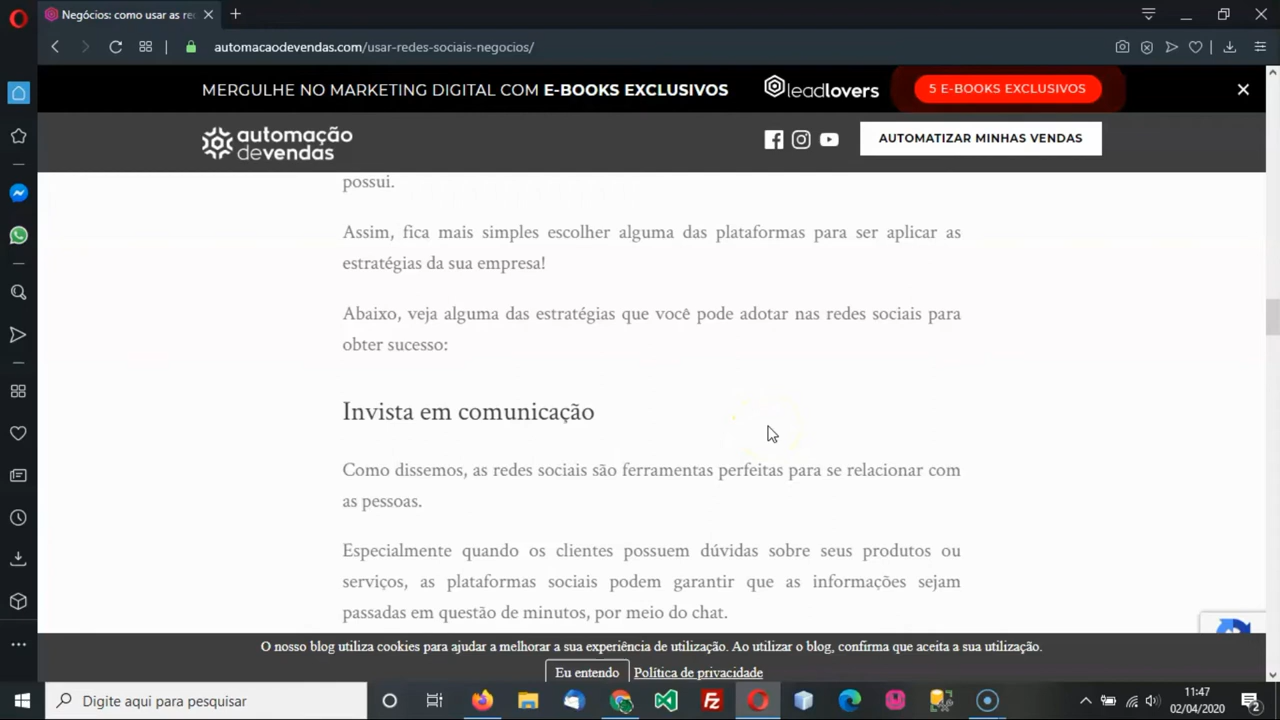 Negócios: como usar as re
automacaodevendas.com/usar-redes-sociais-negocios/
MERGULHE NO MARKETING DIGITAL COM E-BOOKS EXCLUSIVOS
leadlovers
5 E-BOOKS EXCLUSIVOS
automação
devendas
AUTOMATIZAR MINHAS VENDAS
possui.
Assim, fica mais simples escolher alguma das plataformas para ser aplicar as
estratégias da sua empresa!
Abaixo, veja alguma das estratégias que você pode adotar nas redes sociais para
obter sucesso:
Invista em comunicação
Como dissemos, as redes sociais são ferramentas perfeitas para se relacionar com
as pessoas.
Especialmente quando os clientes possuem dúvidas sobre seus produtos ou
serviços, as plataformas sociais podem garantir que as informações sejam
passadas em questão de minutos, por meio do chat.
O nosso blog utiliza cookies para ajudar a melhorar a sua experiência de utilização. Ao utilizar o blog, confirma que aceita a sua utilização.
Eu entendo
Política de privacidade
Digite aqui para pesquisar
11:47
02/04/2020
2